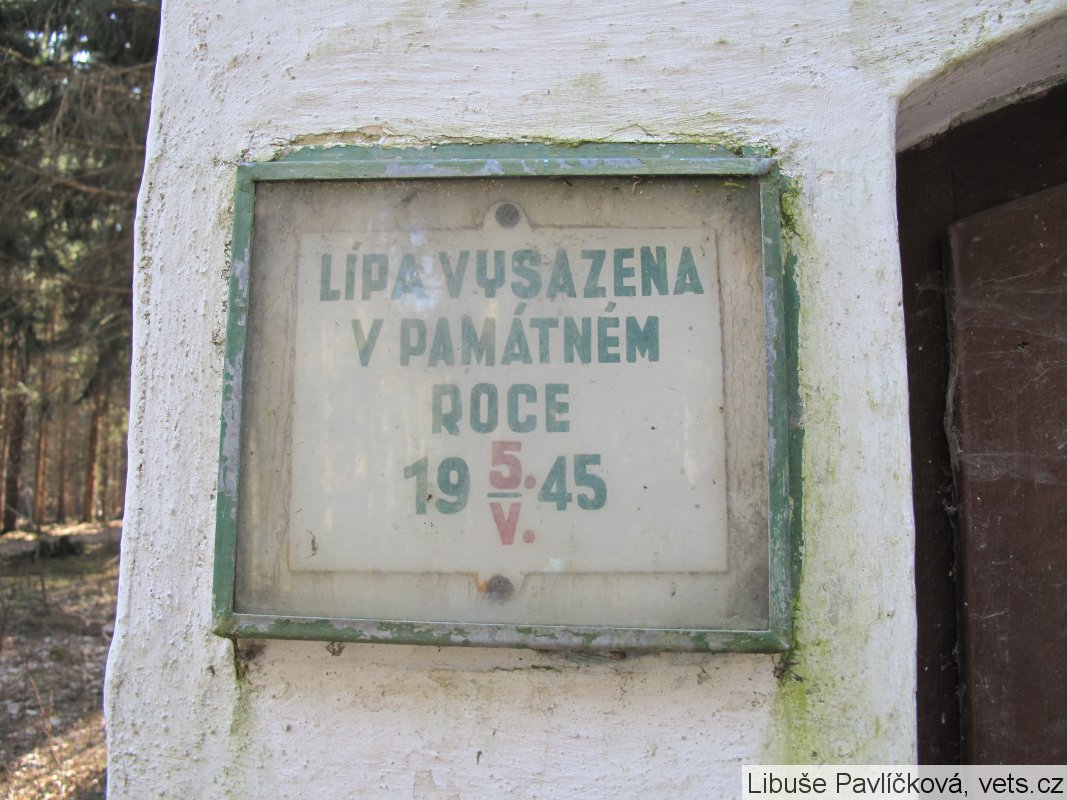 LÍPA VYSAZENA
V PAMÁTNÉM
ROCE
19 5./V. 45
Libuše Pavlíčková, vets.cz